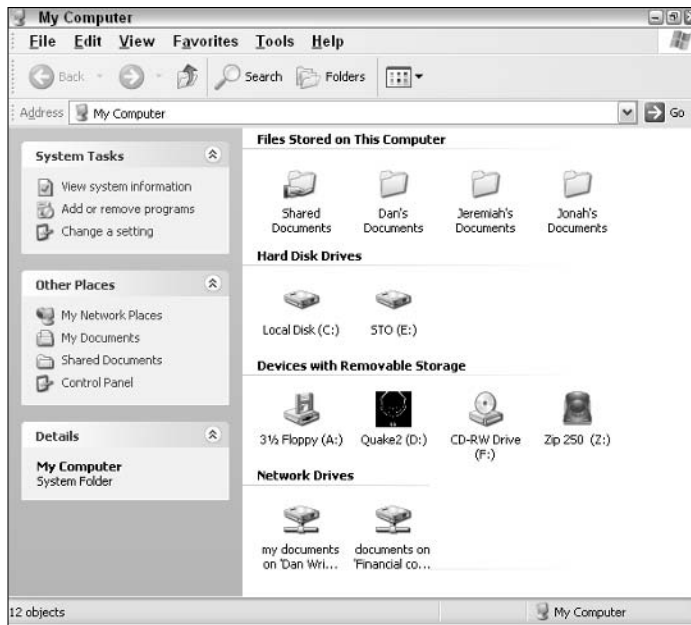 My Computer
File Edit View Favorites Tools Help
Back Search Folders
Address My Computer Go
System Tasks
View system information
Add or remove programs
Change a setting
Other Places
My Network Places
My Documents
Shared Documents
Control Panel
Details
My Computer
System Folder
Files Stored on This Computer
Shared Documents
Dan's Documents
Jeremiah's Documents
Jonah's Documents
Hard Disk Drives
Local Disk (C:)
STO (E:)
Devices with Removable Storage
3½ Floppy (A:)
Quake2 (D:)
CD-RW Drive (F:)
Zip 250 (Z:)
Network Drives
my documents on 'Dan Wri...
documents on 'Financial co...
12 objects
My Computer